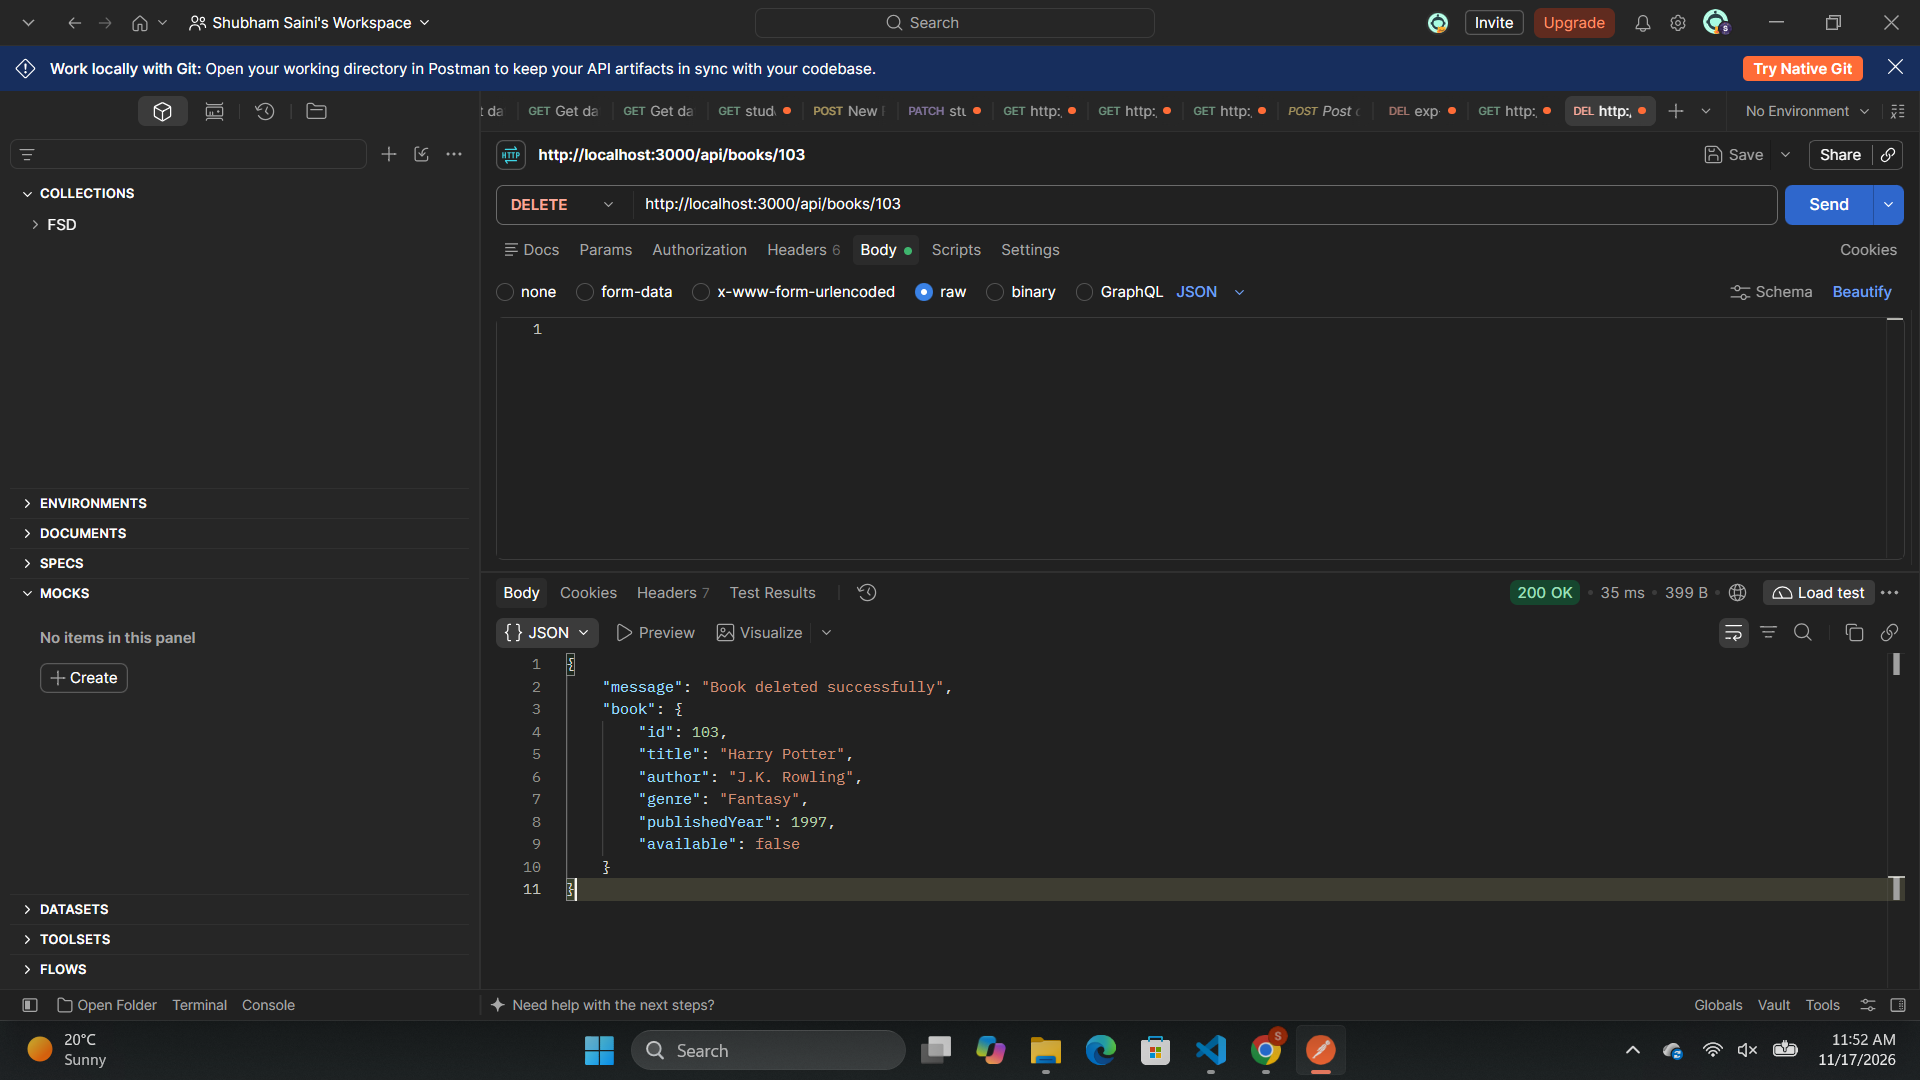 Shubham Saini's Workspace
Search
Invite
Upgrade
Work locally with Git: Open your working directory in Postman to keep your API artifacts in sync with your codebase.
Try Native Git
t da
GET Get da
GET Get da
GET stud
POST New
PATCH stu
GET http:
GET http:
GET http:
POST Post
DEL exp
GET http:
DEL http:
No Environment
COLLECTIONS
FSD
ENVIRONMENTS
DOCUMENTS
SPECS
MOCKS
No items in this panel
Create
DATASETS
TOOLSETS
FLOWS
HTTP
http://localhost:3000/api/books/103
Save
Share
DELETE
http://localhost:3000/api/books/103
Send
Docs
Params
Authorization
Headers 6
Body
Scripts
Settings
Cookies
none
form-data
x-www-form-urlencoded
raw
binary
GraphQL
JSON
Schema
Beautify
1
Body
Cookies
Headers 7
Test Results
200 OK
35 ms
399 B
Load test
{} JSON
Preview
Visualize
1 {
2 "message": "Book deleted successfully",
3 "book": {
4 "id": 103,
5 "title": "Harry Potter",
6 "author": "J.K. Rowling",
7 "genre": "Fantasy",
8 "publishedYear": 1997,
9 "available": false
10 }
11 }
Open Folder
Terminal
Console
Need help with the next steps?
Globals
Vault
Tools
20°C
Sunny
Search
S
11:52 AM
11/17/2026